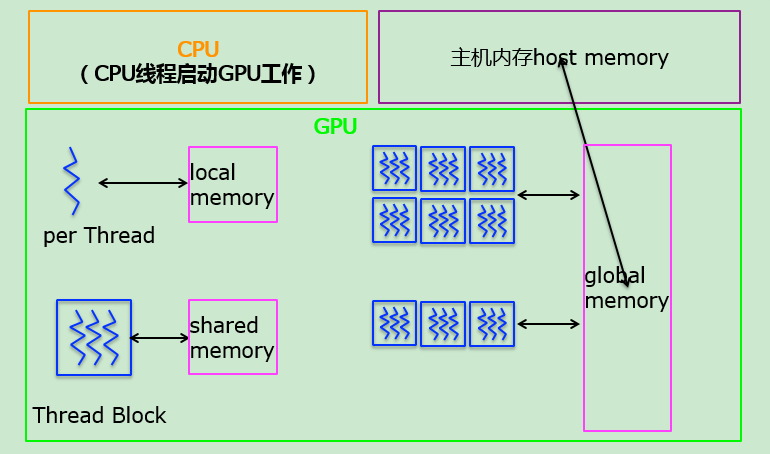 CPU
（CPU线程启动GPU工作）
主机内存host memory
GPU
local
memory
per Thread
shared
memory
Thread Block
global
memory